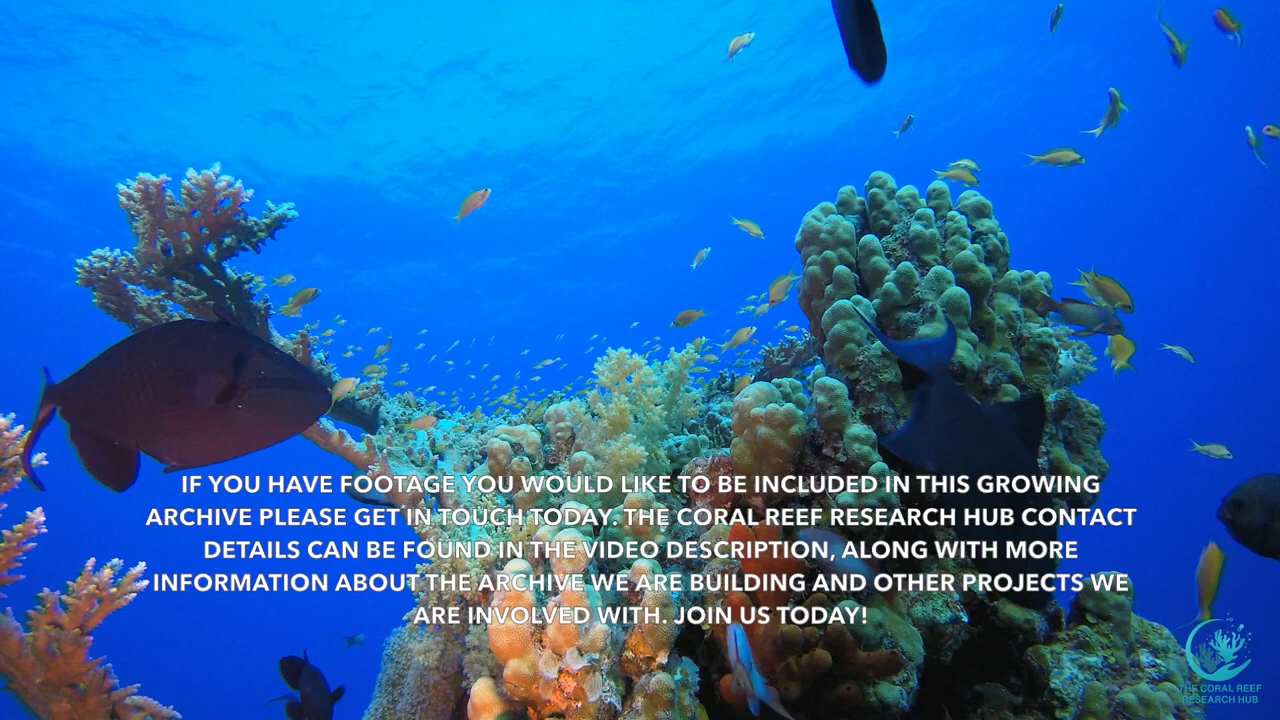 IF YOU HAVE FOOTAGE YOU WOULD LIKE TO BE INCLUDED IN THIS GROWING
ARCHIVE PLEASE GET IN TOUCH TODAY. THE CORAL REEF RESEARCH HUB CONTACT
DETAILS CAN BE FOUND IN THE VIDEO DESCRIPTION, ALONG WITH MORE
INFORMATION ABOUT THE ARCHIVE WE ARE BUILDING AND OTHER PROJECTS WE
ARE INVOLVED WITH. JOIN US TODAY!
THE CORAL REEF
RESEARCH HUB